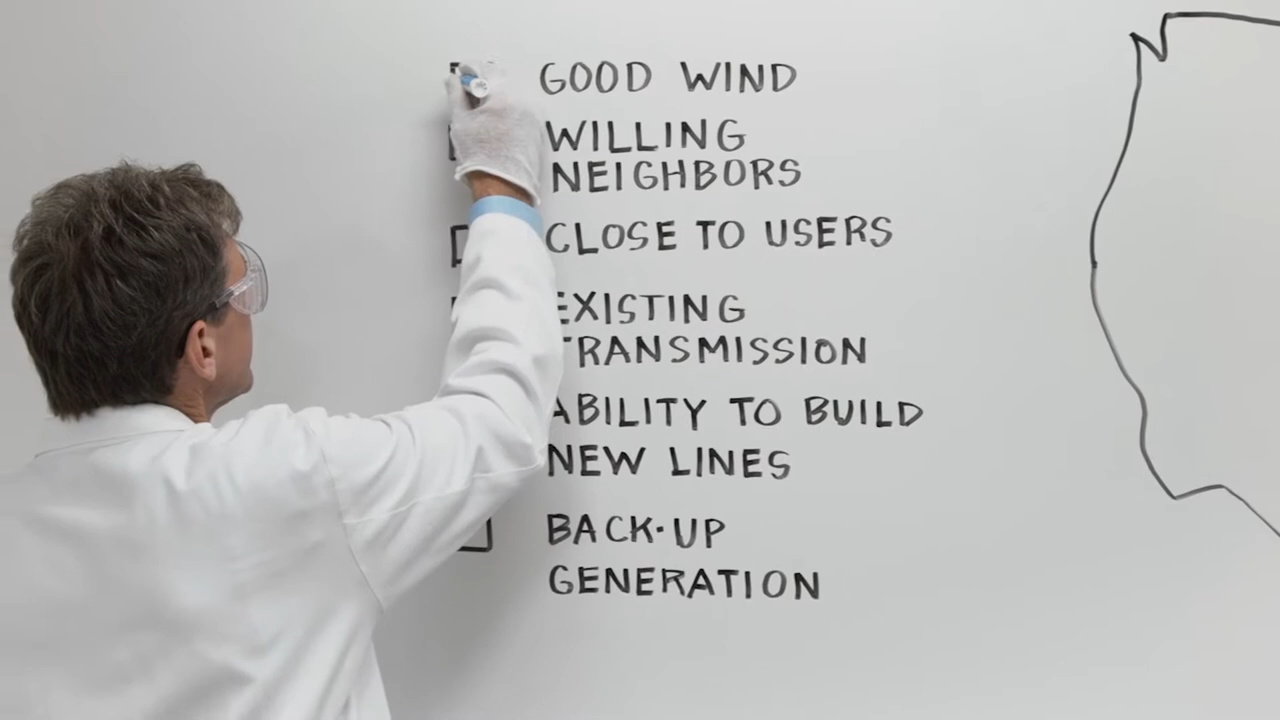 GOOD WIND
WILLING
NEIGHBORS
CLOSE TO USERS
EXISTING
TRANSMISSION
ABILITY TO BUILD
NEW LINES
BACK-UP
GENERATION